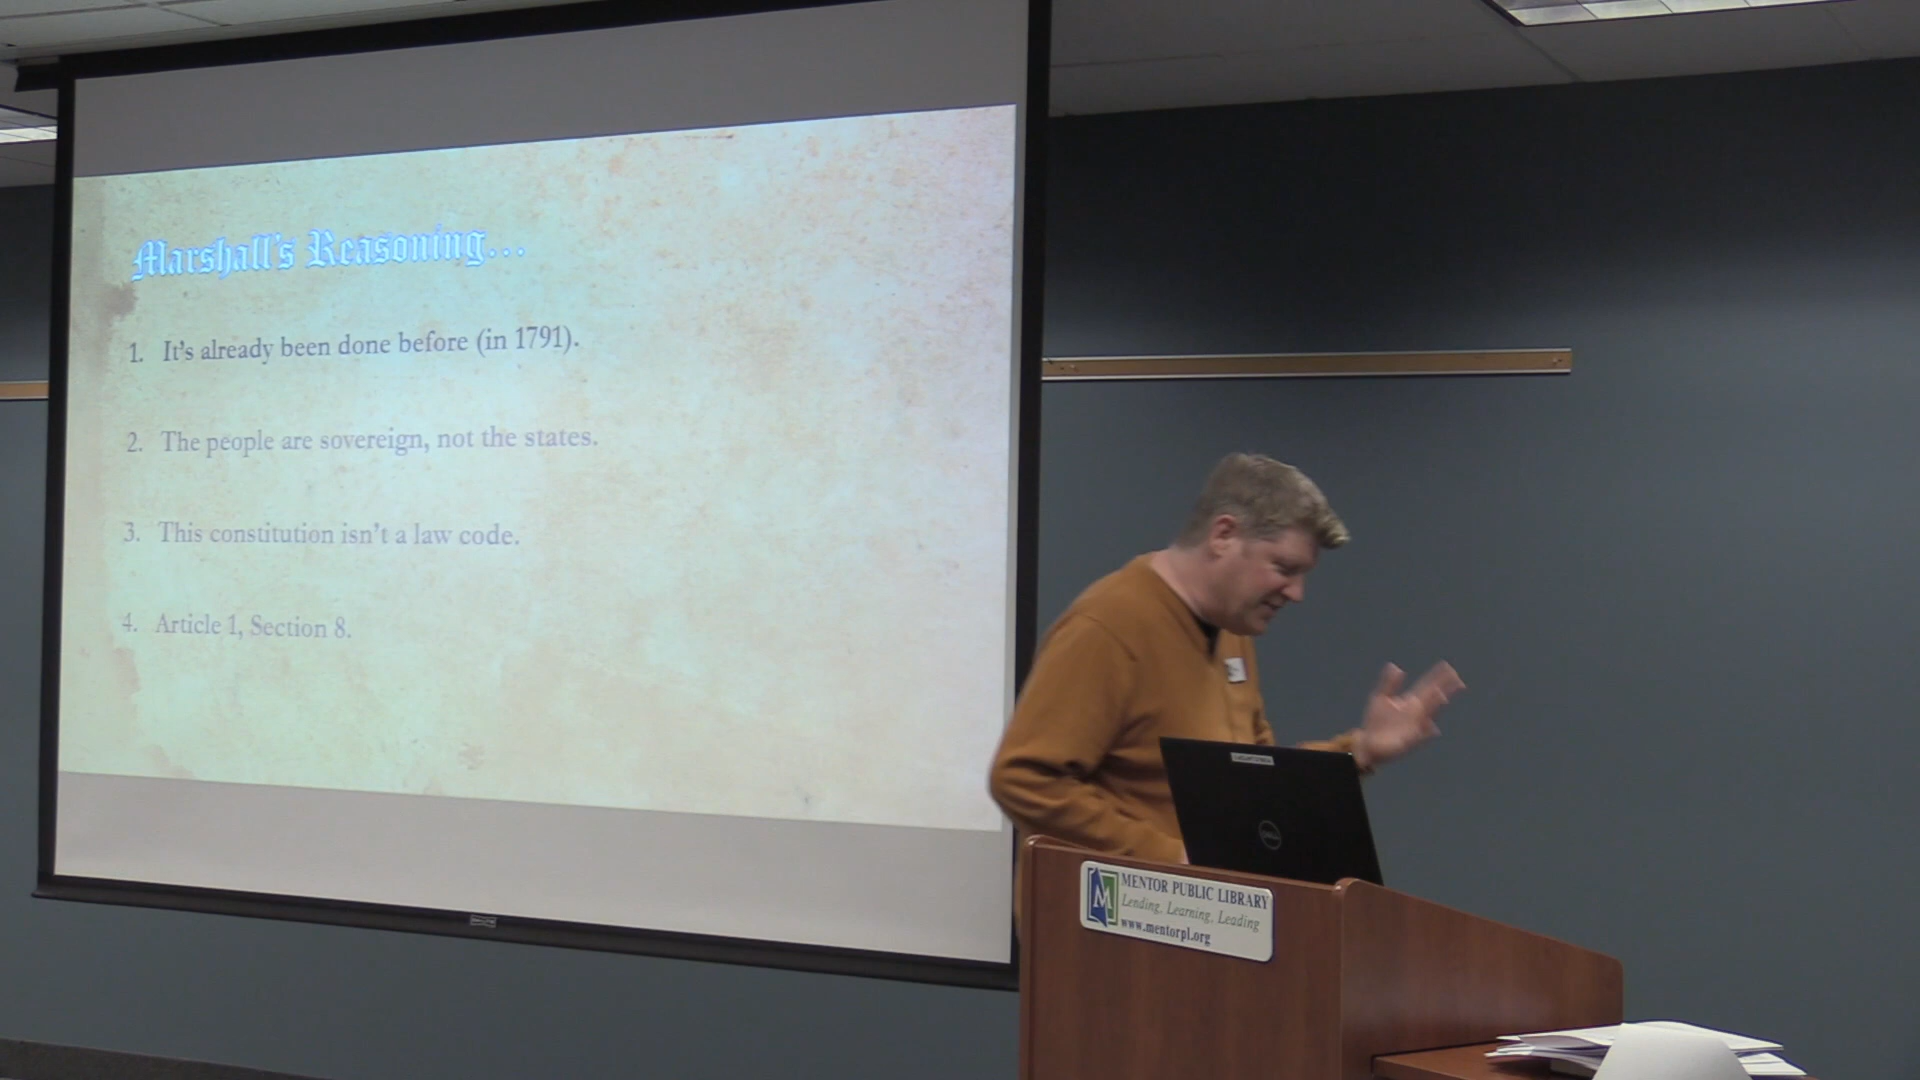 Marshall's Reasoning...
1. It's already been done before (in 1791).
2. The people are sovereign, not the states.
3. This constitution isn't a law code.
4. Article 1, Section 8.
DELL
M
MENTOR PUBLIC LIBRARY
Lending, Learning, Leading
www.mentorpl.org